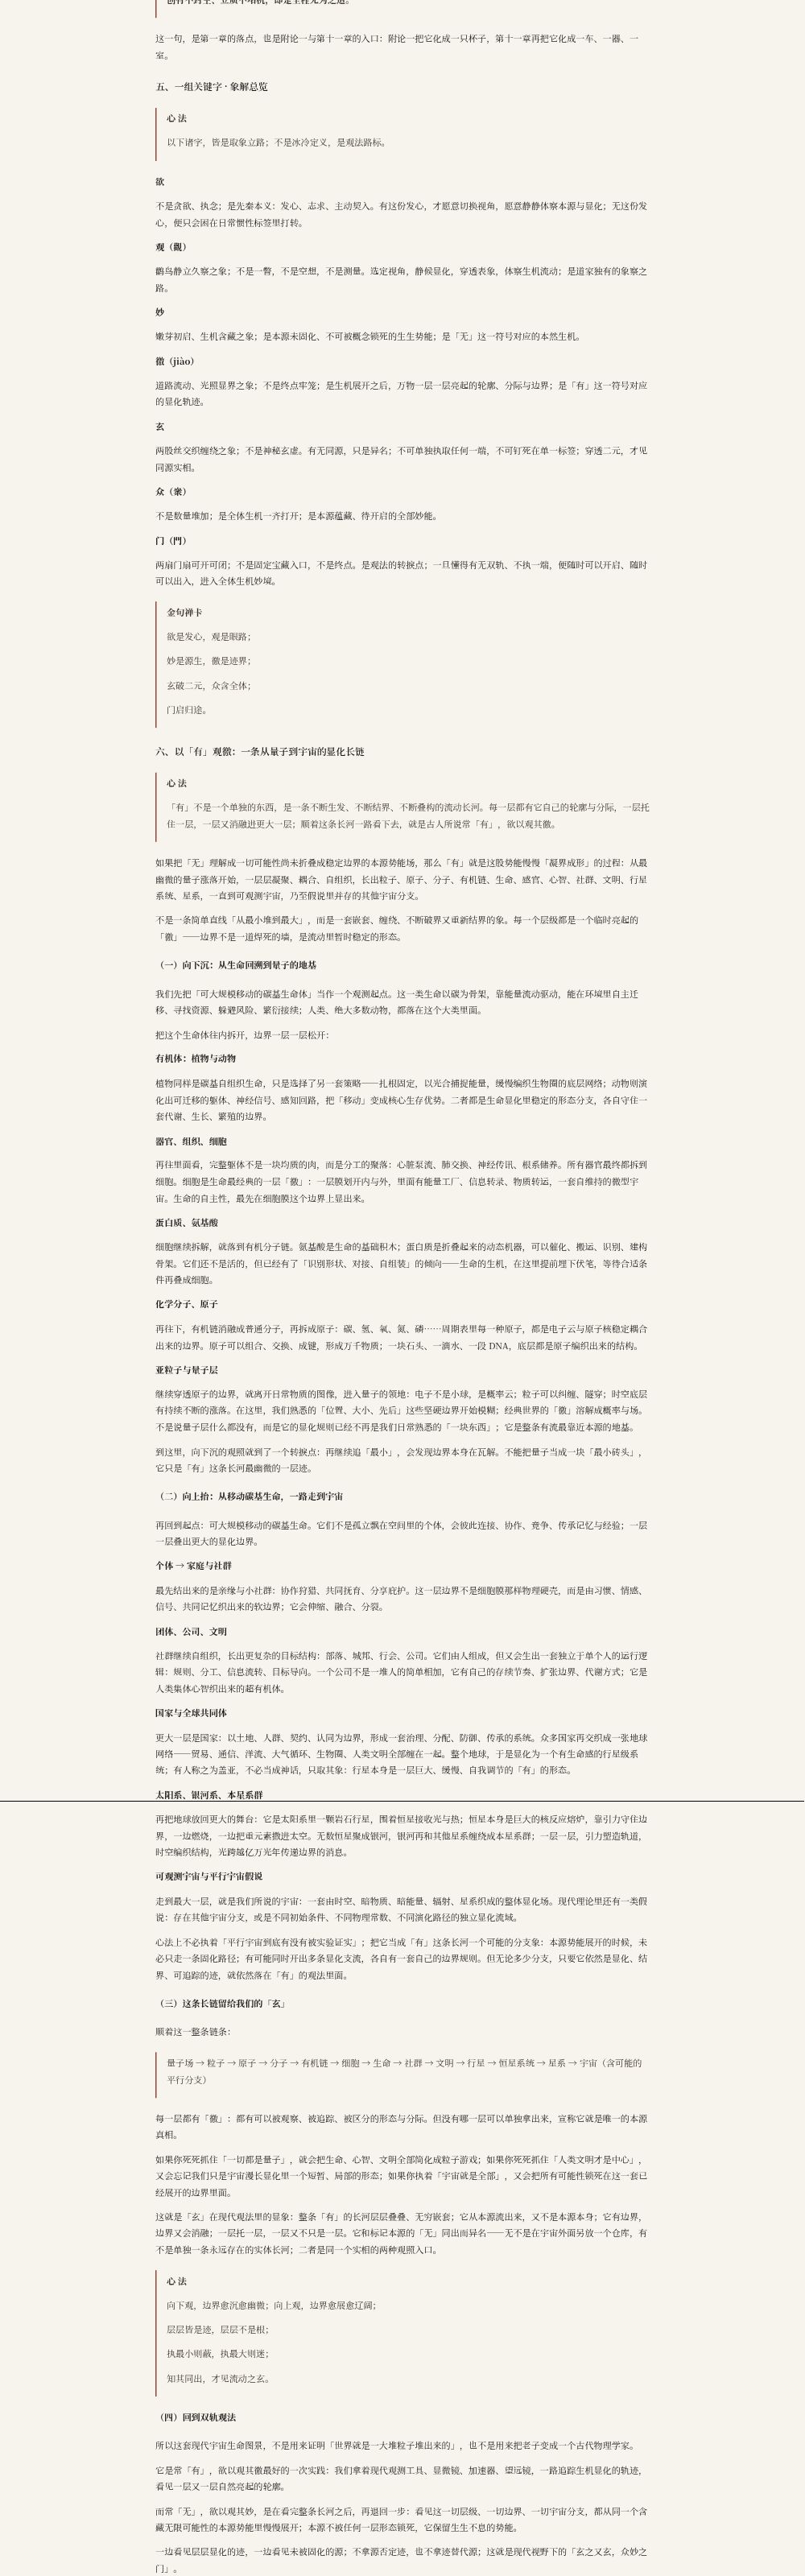 这一句，是第一章的落点，也是附论一与第十一章的入口：附论一把它化成一只杯子，第十一章再把它化成一车、一器、一
室。
五、一组关键字 · 象解总览
心 法
以下诸字，皆是取象立路；不是冰冷定义，是观法路标。
欲
不是贪欲、执念；是先秦本义：发心、志求、主动契入。有这份发心，才愿意切换视角，愿意静静体察本源与显化；无这份发
心，便只会困在日常惯性标签里打转。
观（觀）
鹳鸟静立久察之象；不是一瞥，不是空想，不是测量。选定视角，静候显化，穿透表象，体察生机流动；是道家独有的象察之
路。
妙
嫩芽初启、生机含藏之象；是本源未固化、不可被概念锁死的生生势能；是「无」这一符号对应的本然生机。
徼（jiào）
道路流动、光照显界之象；不是终点牢笼；是生机展开之后，万物一层一层亮起的轮廓、分际与边界；是「有」这一符号对应
的显化轨迹。
玄
两股丝交织缠绕之象；不是神秘玄虚。有无同源，只是异名；不可单独执取任何一端，不可钉死在单一标签；穿透二元，才见
同源实相。
众（衆）
不是数量堆加；是全体生机一齐打开；是本源蕴藏、待开启的全部妙能。
门（門）
两扇门扇可开可闭；不是固定宝藏入口，不是终点。是观法的转捩点；一旦懂得有无双轨、不执一端，便随时可以开启、随时
可以出入，进入全体生机妙境。
金句禅卡
欲是发心，观是眼路；
妙是源生，徼是迹界；
玄破二元，众含全体；
门启归途。
六、以「有」观徼：一条从量子到宇宙的显化长链
心 法
「有」不是一个单独的东西，是一条不断生发、不断结界、不断叠构的流动长河。每一层都有它自己的轮廓与分际，一层托
住一层，一层又消融进更大一层；顺着这条长河一路看下去，就是古人所说常「有」，欲以观其徼。
如果把「无」理解成一切可能性尚未折叠成稳定边界的本源势能场，那么「有」就是这股势能慢慢「凝界成形」的过程：从最
幽微的量子涨落开始，一层层凝聚、耦合、自组织，长出粒子、原子、分子、有机链、生命、感官、心智、社群、文明、行星
系统、星系，一直到可观测宇宙，乃至假说里并存的其他宇宙分支。
不是一条简单直线「从最小堆到最大」，而是一套嵌套、缠绕、不断破界又重新结界的象。每一个层级都是一个临时亮起的
「徼」——边界不是一道焊死的墙，是流动里暂时稳定的形态。
（一）向下沉：从生命回溯到量子的地基
我们先把「可大规模移动的碳基生命体」当作一个观测起点。这一类生命以碳为骨架，靠能量流动驱动，能在环境里自主迁
移、寻找资源、躲避风险、繁衍接续；人类、绝大多数动物，都落在这个大类里面。
把这个生命体往内拆开，边界一层一层松开：
有机体：植物与动物
植物同样是碳基自组织生命，只是选择了另一套策略——扎根固定，以光合捕捉能量，缓慢编织生物圈的底层网络；动物则演
化出可迁移的躯体、神经信号、感知回路，把「移动」变成核心生存优势。二者都是生命显化里稳定的形态分支，各自守住一
套代谢、生长、繁殖的边界。
器官、组织、细胞
再往里面看，完整躯体不是一块均质的肉，而是分工的聚落：心脏泵流、肺交换、神经传讯、根系储养。所有器官最终都拆到
细胞。细胞是生命最经典的一层「徼」：一层膜划开内与外，里面有能量工厂、信息转录、物质转运，一套自维持的微型宇
宙。生命的自主性，最先在细胞膜这个边界上显出来。
蛋白质、氨基酸
细胞继续拆解，就落到有机分子链。氨基酸是生命的基础积木；蛋白质是折叠起来的动态机器，可以催化、搬运、识别、建构
骨架。它们还不是活的，但已经有了「识别形状、对接、自组装」的倾向——生命的生机，在这里提前埋下伏笔，等待合适条
件再叠成细胞。
化学分子、原子
再往下，有机链消融成普通分子，再拆成原子：碳、氢、氧、氮、磷……周期表里每一种原子，都是电子云与原子核稳定耦合
出来的边界。原子可以组合、交换、成键，形成万千物质；一块石头、一滴水、一段 DNA，底层都是原子编织出来的结构。
亚粒子与量子层
继续穿透原子的边界，就离开日常物质的图像，进入量子的领地：电子不是小球，是概率云；粒子可以纠缠、隧穿；时空底层
有持续不断的涨落。在这里，我们熟悉的「位置、大小、先后」这些坚硬边界开始模糊；经典世界的「徼」溶解成概率与场。
不是说量子层什么都没有，而是它的显化规则已经不再是我们日常熟悉的「一块东西」；它是整条有流最靠近本源的地基。
到这里，向下沉的观照就到了一个转捩点：再继续追「最小」，会发现边界本身在瓦解。不能把量子当成一块「最小砖头」，
它只是「有」这条长河最幽微的一层迹。
（二）向上抬：从移动碳基生命，一路走到宇宙
再回到起点：可大规模移动的碳基生命。它们不是孤立飘在空间里的个体，会彼此连接、协作、竞争、传承记忆与经验；一层
一层叠出更大的显化边界。
个体 → 家庭与社群
最先结出来的是亲缘与小社群：协作狩猎、共同抚育、分享庇护。这一层边界不是细胞膜那样物理硬壳，而是由习惯、情感、
信号、共同记忆织出来的软边界；它会伸缩、融合、分裂。
团体、公司、文明
社群继续自组织，长出更复杂的目标结构：部落、城邦、行会、公司。它们由人组成，但又会生出一套独立于单个人的运行逻
辑：规则、分工、信息流转、目标导向。一个公司不是一堆人的简单相加，它有自己的存续节奏、扩张边界、代谢方式；它是
人类集体心智织出来的超有机体。
国家与全球共同体
更大一层是国家：以土地、人群、契约、认同为边界，形成一套治理、分配、防御、传承的系统。众多国家再交织成一张地球
网络——贸易、通信、洋流、大气循环、生物圈、人类文明全部缠在一起。整个地球，于是显化为一个有生命感的行星级系
统；有人称之为盖亚，不必当成神话，只取其象：行星本身是一层巨大、缓慢、自我调节的「有」的形态。
太阳系、银河系、本星系群
再把地球放回更大的舞台：它是太阳系里一颗岩石行星，围着恒星接收光与热；恒星本身是巨大的核反应熔炉，靠引力守住边
界，一边燃烧，一边把重元素撒进太空。无数恒星聚成银河，银河再和其他星系缠绕成本星系群；一层一层，引力塑造轨道，
时空编织结构，光跨越亿万光年传递边界的消息。
可观测宇宙与平行宇宙假说
走到最大一层，就是我们所说的宇宙：一套由时空、暗物质、暗能量、辐射、星系织成的整体显化场。现代理论里还有一类假
说：存在其他宇宙分支，或是不同初始条件、不同物理常数、不同演化路径的独立显化流域。
心法上不必执着「平行宇宙到底有没有被实验证实」；把它当成「有」这条长河一个可能的分支象：本源势能展开的时候，未
必只走一条固化路径；有可能同时开出多条显化支流，各自有一套自己的边界规则。但无论多少分支，只要它依然是显化、结
界、可追踪的迹，就依然落在「有」的观法里面。
（三）这条长链留给我们的「玄」
顺着这一整条链条：
量子场 → 粒子 → 原子 → 分子 → 有机链 → 细胞 → 生命 → 社群 → 文明 → 行星 → 恒星系统 → 星系 → 宇宙（含可能的
平行分支）
每一层都有「徼」：都有可以被观察、被追踪、被区分的形态与分际。但没有哪一层可以单独拿出来，宣称它就是唯一的本源
真相。
如果你死死抓住「一切都是量子」，就会把生命、心智、文明全部简化成粒子游戏；如果你死死抓住「人类文明才是中心」，
又会忘记我们只是宇宙漫长显化里一个短暂、局部的形态；如果你执着「宇宙就是全部」，又会把所有可能性锁死在这一套已
经展开的边界里面。
这就是「玄」在现代观法里的显象：整条「有」的长河层层叠叠、无穷嵌套；它从本源流出来，又不是本源本身；它有边界，
边界又会消融；一层托一层，一层又不只是一层。它和标记本源的「无」同出而异名——无不是在宇宙外面另放一个仓库，有
不是单独一条永远存在的实体长河；二者是同一个实相的两种观照入口。
心 法
向下观，边界愈沉愈幽微；向上观，边界愈展愈辽阔；
层层皆是迹，层层不是根；
执最小则蔽，执最大则迷；
知其同出，才见流动之玄。
（四）回到双轨观法
所以这套现代宇宙生命图景，不是用来证明「世界就是一大堆粒子堆出来的」，也不是用来把老子变成一个古代物理学家。
它是常「有」，欲以观其徼最好的一次实践：我们拿着现代观测工具、显微镜、加速器、望远镜，一路追踪生机显化的轨迹，
看见一层又一层自然亮起的轮廓。
而常「无」，欲以观其妙，是在看完整条长河之后，再退回一步：看见这一切层级、一切边界、一切宇宙分支，都从同一个含
藏无限可能性的本源势能里慢慢展开；本源不被任何一层形态锁死，它保留生生不息的势能。
一边看见层层显化的迹，一边看见未被固化的源；不拿源否定迹，也不拿迹替代源；这就是现代视野下的「玄之又玄，众妙之
门」。